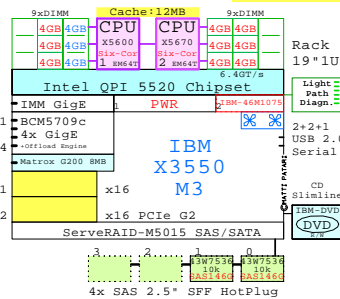 9xDIMM Cache:12MB 9xDIMM
4GB 4GB CPU CPU 4GB 4GB
4GB 4GB X5600 X5670 4GB 4GB
4GB 4GB Six-Cor Six-Cor 4GB 4GB
1 EM64T 2 EM64T
Rack
19"1U
6.4GT/s
Intel QPI 5520 Chipset
Light
Path
Diagn.
IMM GigE 1 PWR 2 IBM-46M1075
BCM5709c
4x GigE
+Offload Engine
Matrox G200 8MB
IBM
X3550
M3
2+2+1
USB 2.0
Serial
©MATTI PATARI
1 x16
2 x16 PCIe G2
CD
Slimline
IBM-DVD
DVD
R/W
ServeRAID-M5015 SAS/SATA
3 2 1 0
43W7536 43W7536
10k 10k
SAS146G SAS146G
4x SAS 2.5" SFF HotPlug